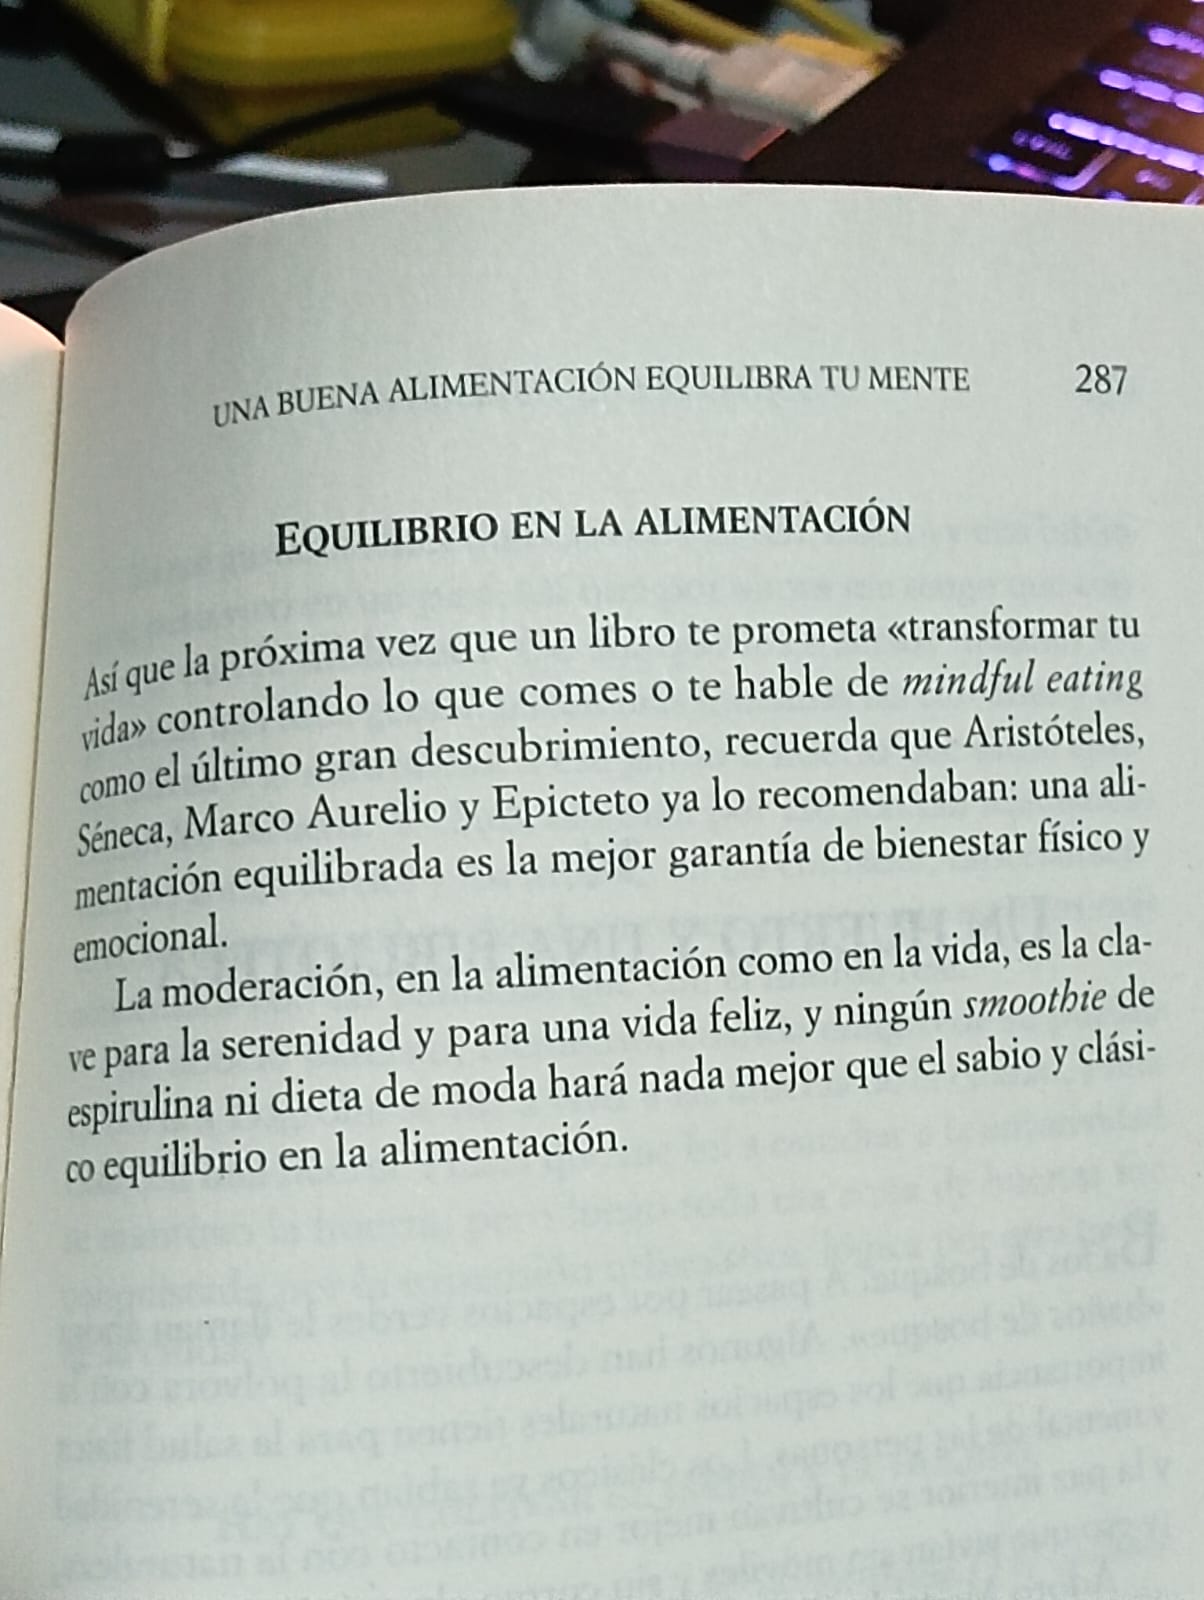 UNA BUENA ALIMENTACIÓN EQUILIBRA TU MENTE 287
EQUILIBRIO EN LA ALIMENTACIÓN
Así que la próxima vez que un libro te prometa «transformar tu
vida» controlando lo que comes o te hable de mindful eating
como el último gran descubrimiento, recuerda que Aristóteles,
Séneca, Marco Aurelio y Epicteto ya lo recomendaban: una ali-
mentación equilibrada es la mejor garantía de bienestar físico y
emocional.
La moderación, en la alimentación como en la vida, es la cla-
ve para la serenidad y para una vida feliz, y ningún smoothie de
espirulina ni dieta de moda hará nada mejor que el sabio y clási-
co equilibrio en la alimentación.